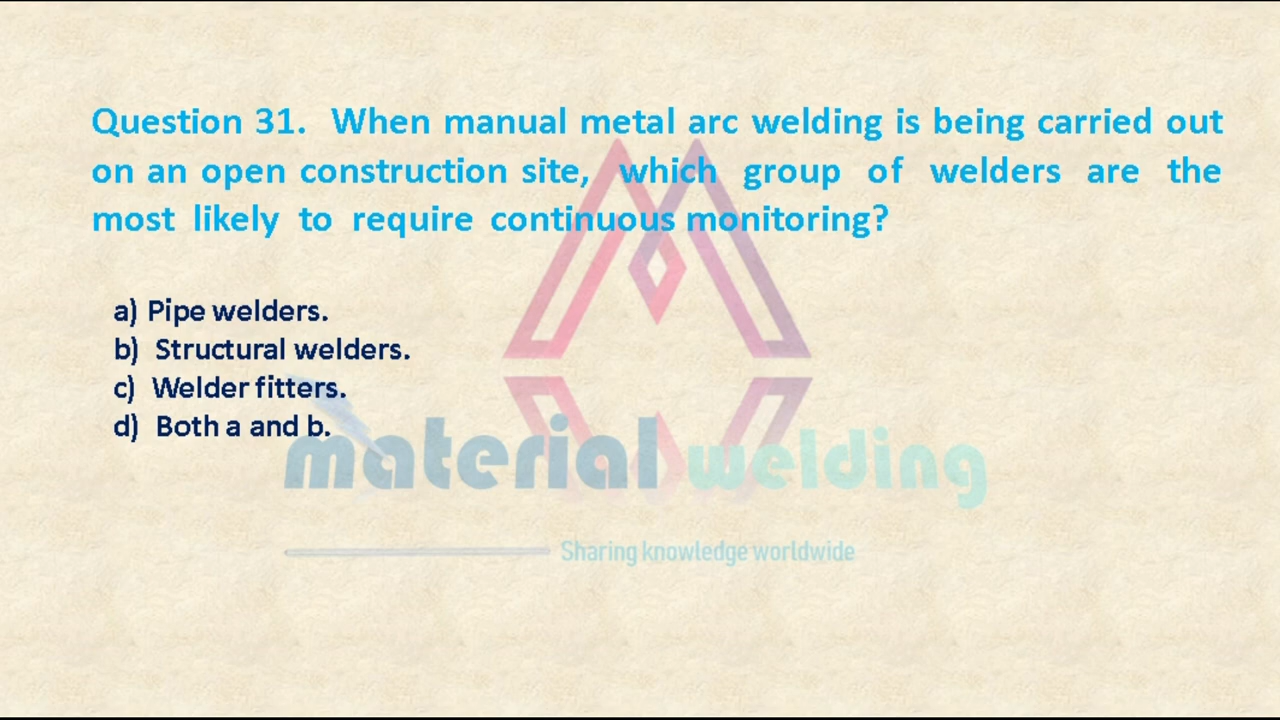 Question 31. When manual metal arc welding is being carried out
on an open construction site, which group of welders are the
most likely to require continuous monitoring?
a) Pipe welders.
b) Structural welders.
c) Welder fitters.
d) Both a and b.
material welding
Sharing knowledge worldwide